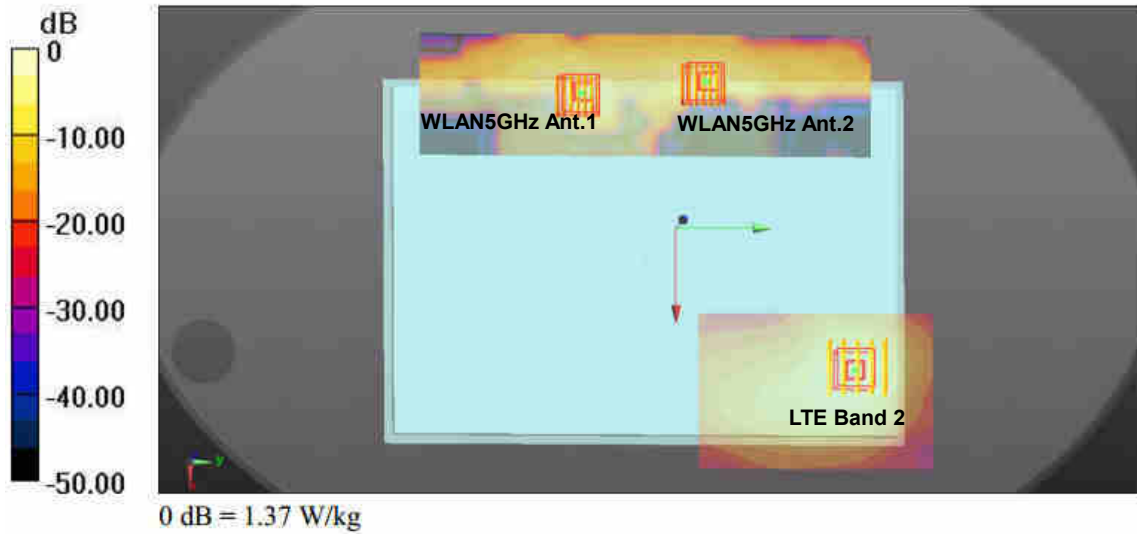 dB
0
-10.00
-20.00
-30.00
-40.00
-50.00
WLAN5GHz Ant.1
WLAN5GHz Ant.2
LTE Band 2
y
0 dB = 1.37 W/kg